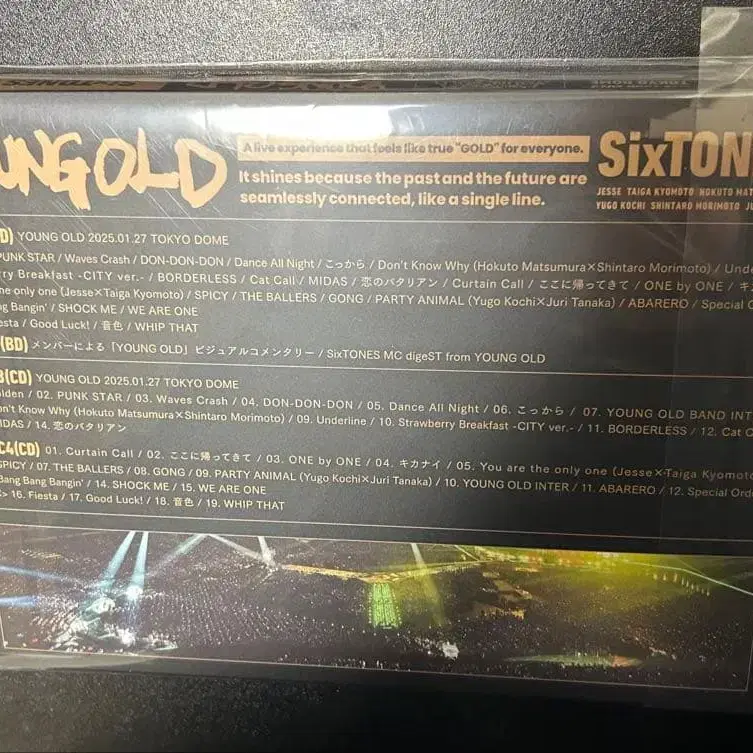 UNG OLD
A live experience that feels like true "GOLD" for everyone.
It shines because the past and the future are
seamlessly connected, like a single line.
SixTON
JESSE TAIGA KYOMOTO HOKUTO MAT
YUGO KOCHI SHINTARO MORIMOTO JU
D) YOUNG OLD 2025.01.27 TOKYO DOME
PUNK STAR / Waves Crash / DON-DON-DON / Dance All Night / こっから / Don't Know Why (Hokuto Matsumura×Shintaro Morimoto) / Unde
rry Breakfast -CITY ver.- / BORDERLESS / Cat Call / MIDAS / 恋のバタリアン / Curtain Call / ここに帰ってきて / ONE by ONE / キ
he only one (Jesse×Taiga Kyomoto) / SPICY / THE BALLERS / GONG / PARTY ANIMAL (Yugo Kochi×Juri Tanaka) / ABARERO / Special O
g Bangin' / SHOCK ME / WE ARE ONE
iesta / Good Luck! / 音色 / WHIP THAT
(BD) メンバーによる「YOUNG OLD」ビジュアルコメンタリー / SixTONES MC digeST from YOUNG OLD
3(CD) YOUNG OLD 2025.01.27 TOKYO DOME
olden / 02. PUNK STAR / 03. Waves Crash / 04. DON-DON-DON / 05. Dance All Night / 06. こっから / 07. YOUNG OLD BAND INT
on't Know Why (Hokuto Matsumura×Shintaro Morimoto) / 09. Underline / 10. Strawberry Breakfast -CITY ver.- / 11. BORDERLESS / 12. Cat C
IDAS / 14. 恋のバタリアン
C4(CD) 01. Curtain Call / 02. ここに帰ってきて / 03. ONE by ONE / 04. キカナイ / 05. You are the only one (Jesse×Taiga Kyomoto
SPICY / 07. THE BALLERS / 08. GONG / 09. PARTY ANIMAL (Yugo Kochi×Juri Tanaka) / 10. YOUNG OLD INTER / 11. ABARERO / 12. Special Ord
Bang Bang Bangin' / 14. SHOCK ME / 15. WE ARE ONE
C> 16. Fiesta / 17. Good Luck! / 18. 音色 / 19. WHIP THAT